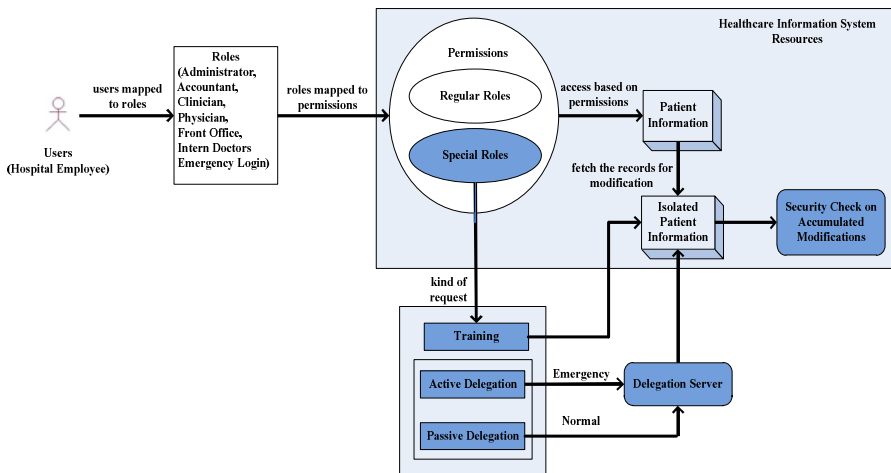 Healthcare Information System
Resources
Roles
(Administrator,
Accountant,
Clinician,
Physician,
Front Office,
Intern Doctors
Emergency Login)
users mapped
to roles
Users
(Hospital Employee)
roles mapped to
permissions
Permissions
Regular Roles
Special Roles
access based on
permissions
Patient
Information
fetch the records for
modification
Isolated
Patient
Information
Security Check on
Accumulated
Modifications
kind of
request
Training
Active Delegation
Emergency
Delegation Server
Passive Delegation
Normal